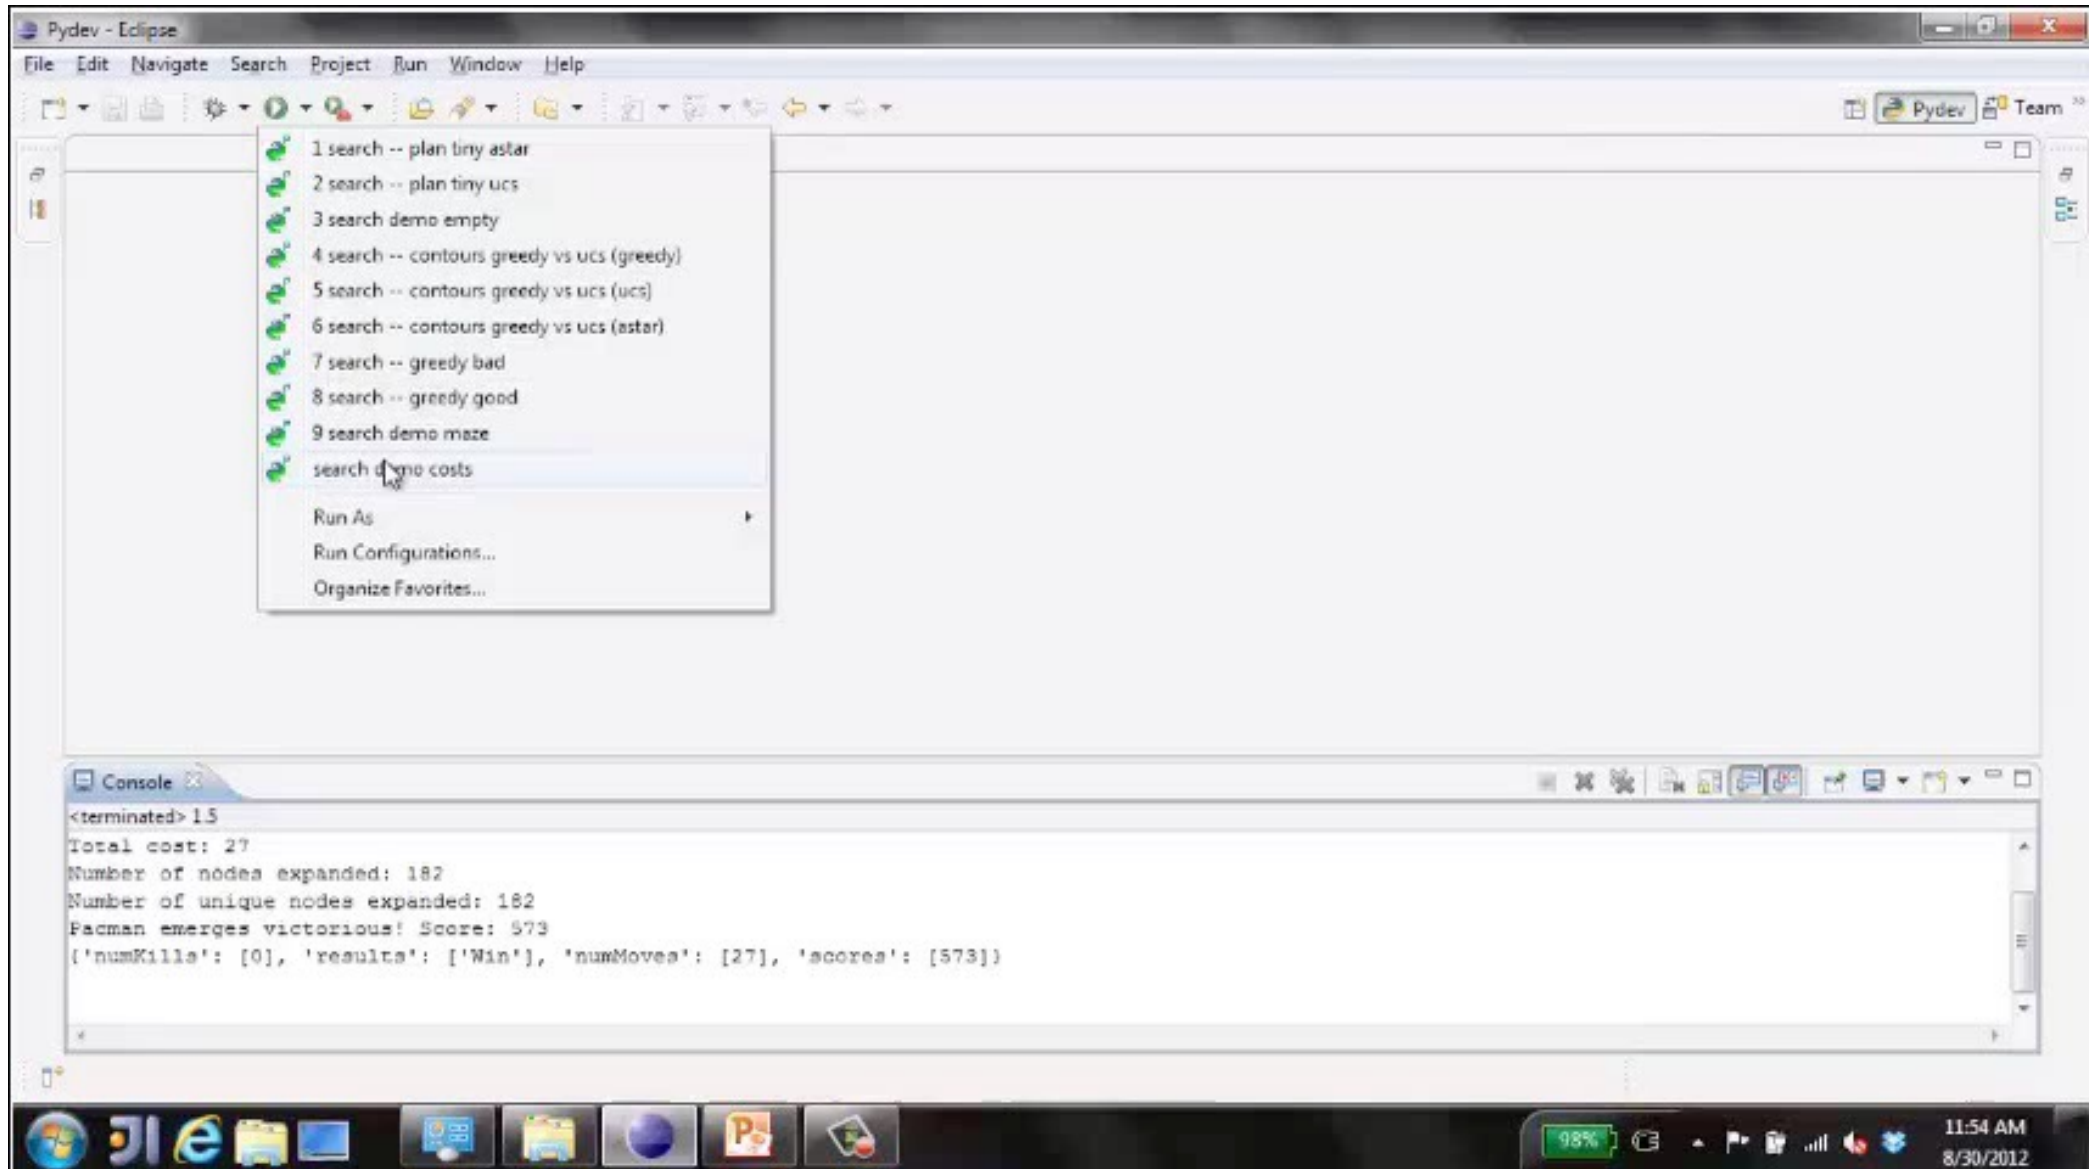 Pydev - Eclipse
File Edit Navigate Search Project Run Window Help
Pydev Team
1 search -- plan tiny astar
2 search -- plan tiny ucs
3 search demo empty
4 search -- contours greedy vs ucs (greedy)
5 search -- contours greedy vs ucs (ucs)
6 search -- contours greedy vs ucs (astar)
7 search -- greedy bad
8 search -- greedy good
9 search demo maze
search demo costs
Run As
Run Configurations...
Organize Favorites...
Console
<terminated> 1.5
Total cost: 27
Number of nodes expanded: 182
Number of unique nodes expanded: 182
Pacman emerges victorious! Score: 573
{'numKills': [0], 'results': ['Win'], 'numMoves': [27], 'scores': [573]}
98%
11:54 AM
8/30/2012